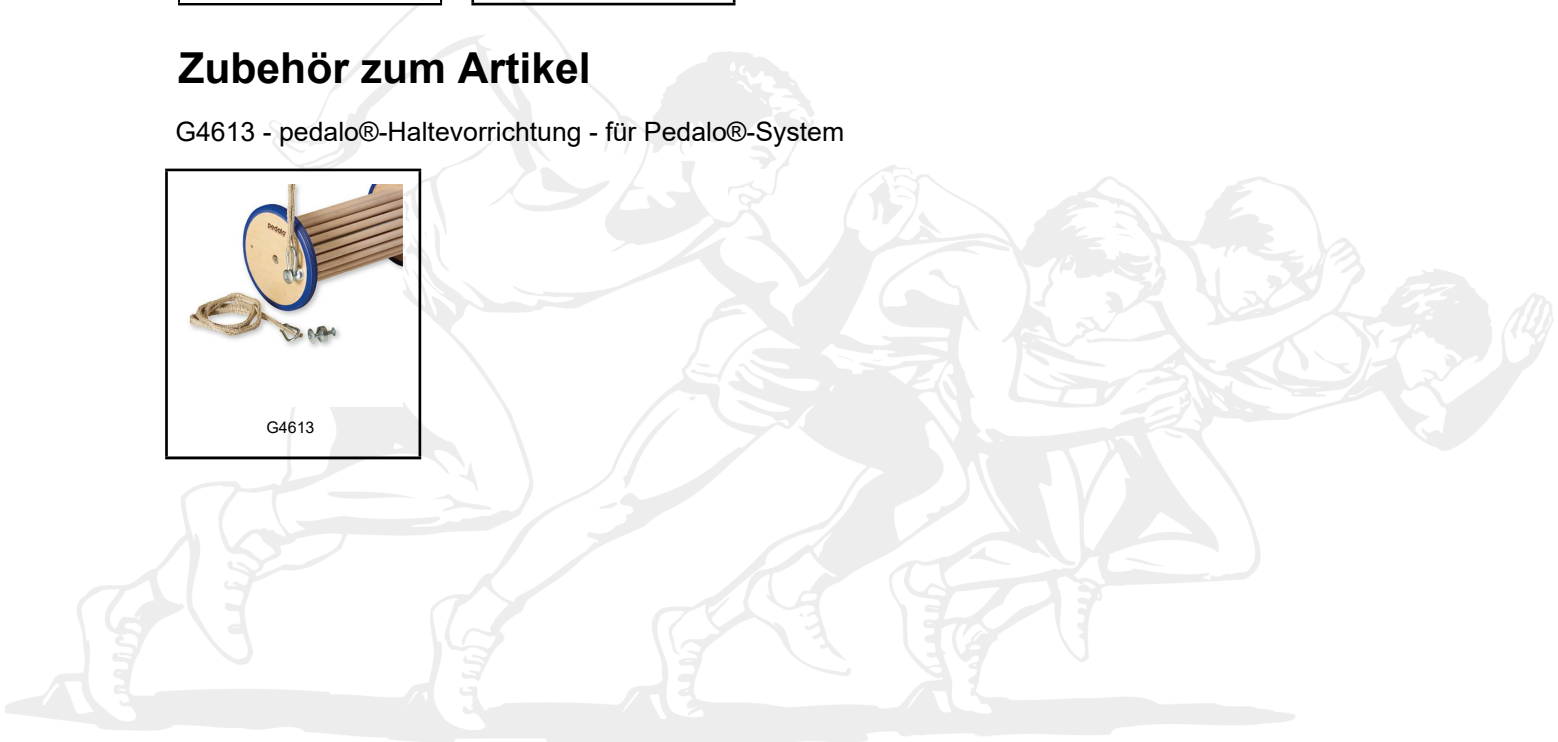 Zubehör zum Artikel
G4613 - pedalo®-Haltevorrichtung - für Pedalo®-System
pedalo
G4613